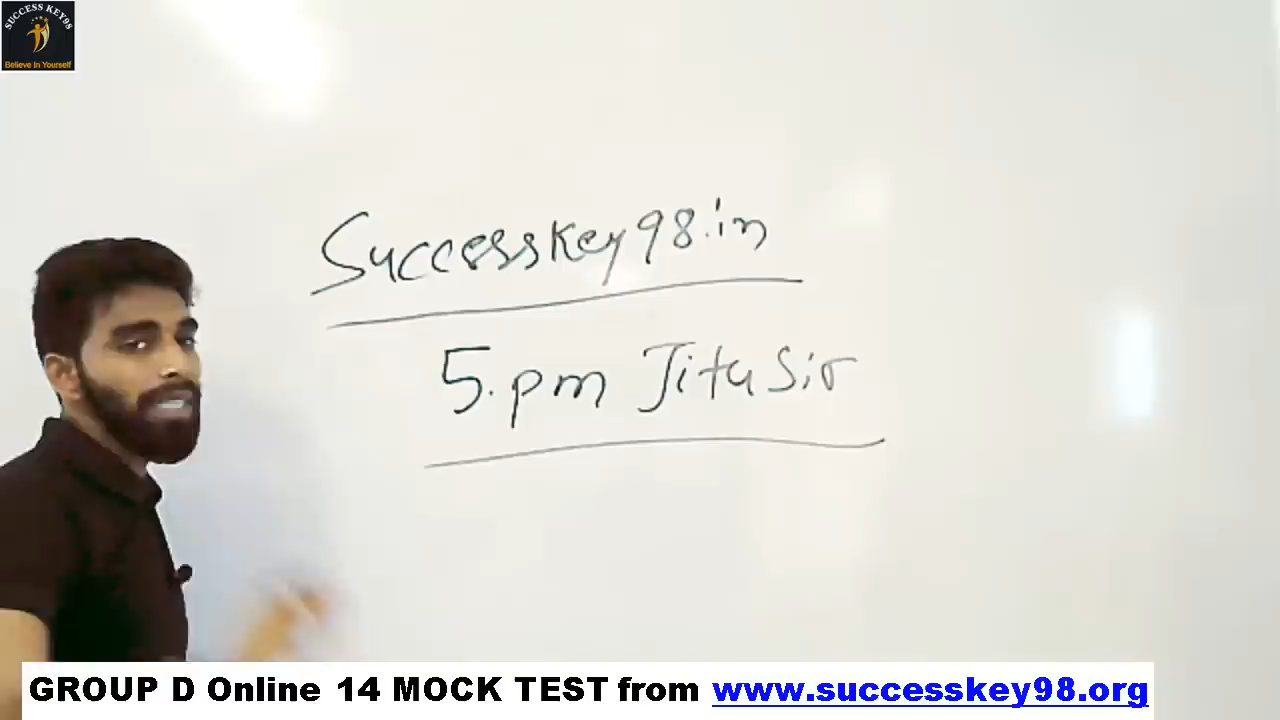 SUCCESS KEY98
Believe In Yourself
Successkey98.in
5.pm Jitu Sir
GROUP D Online 14 MOCK TEST from www.successkey98.org